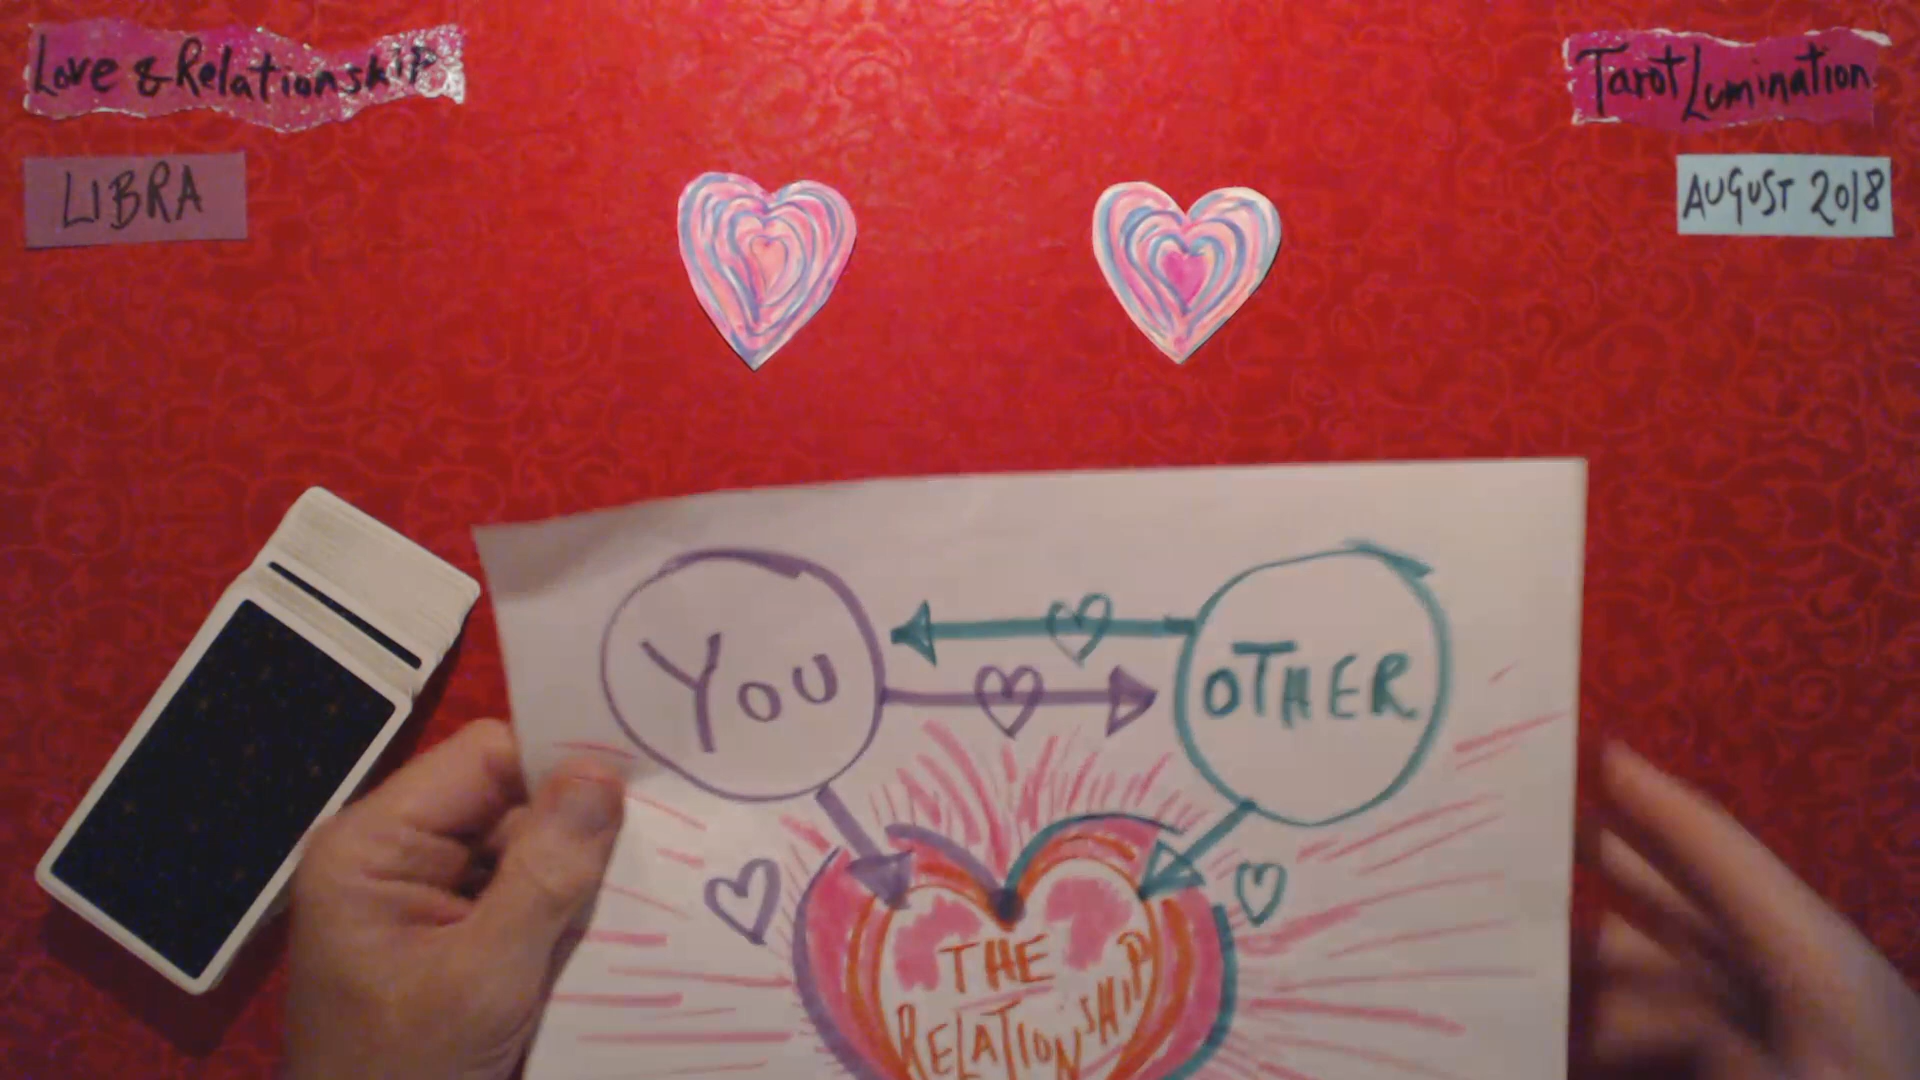 Love & Relationship
Tarot Lumination
LIBRA
AUGUST 2018
You
OTHER
THE
RELATIONSHIP